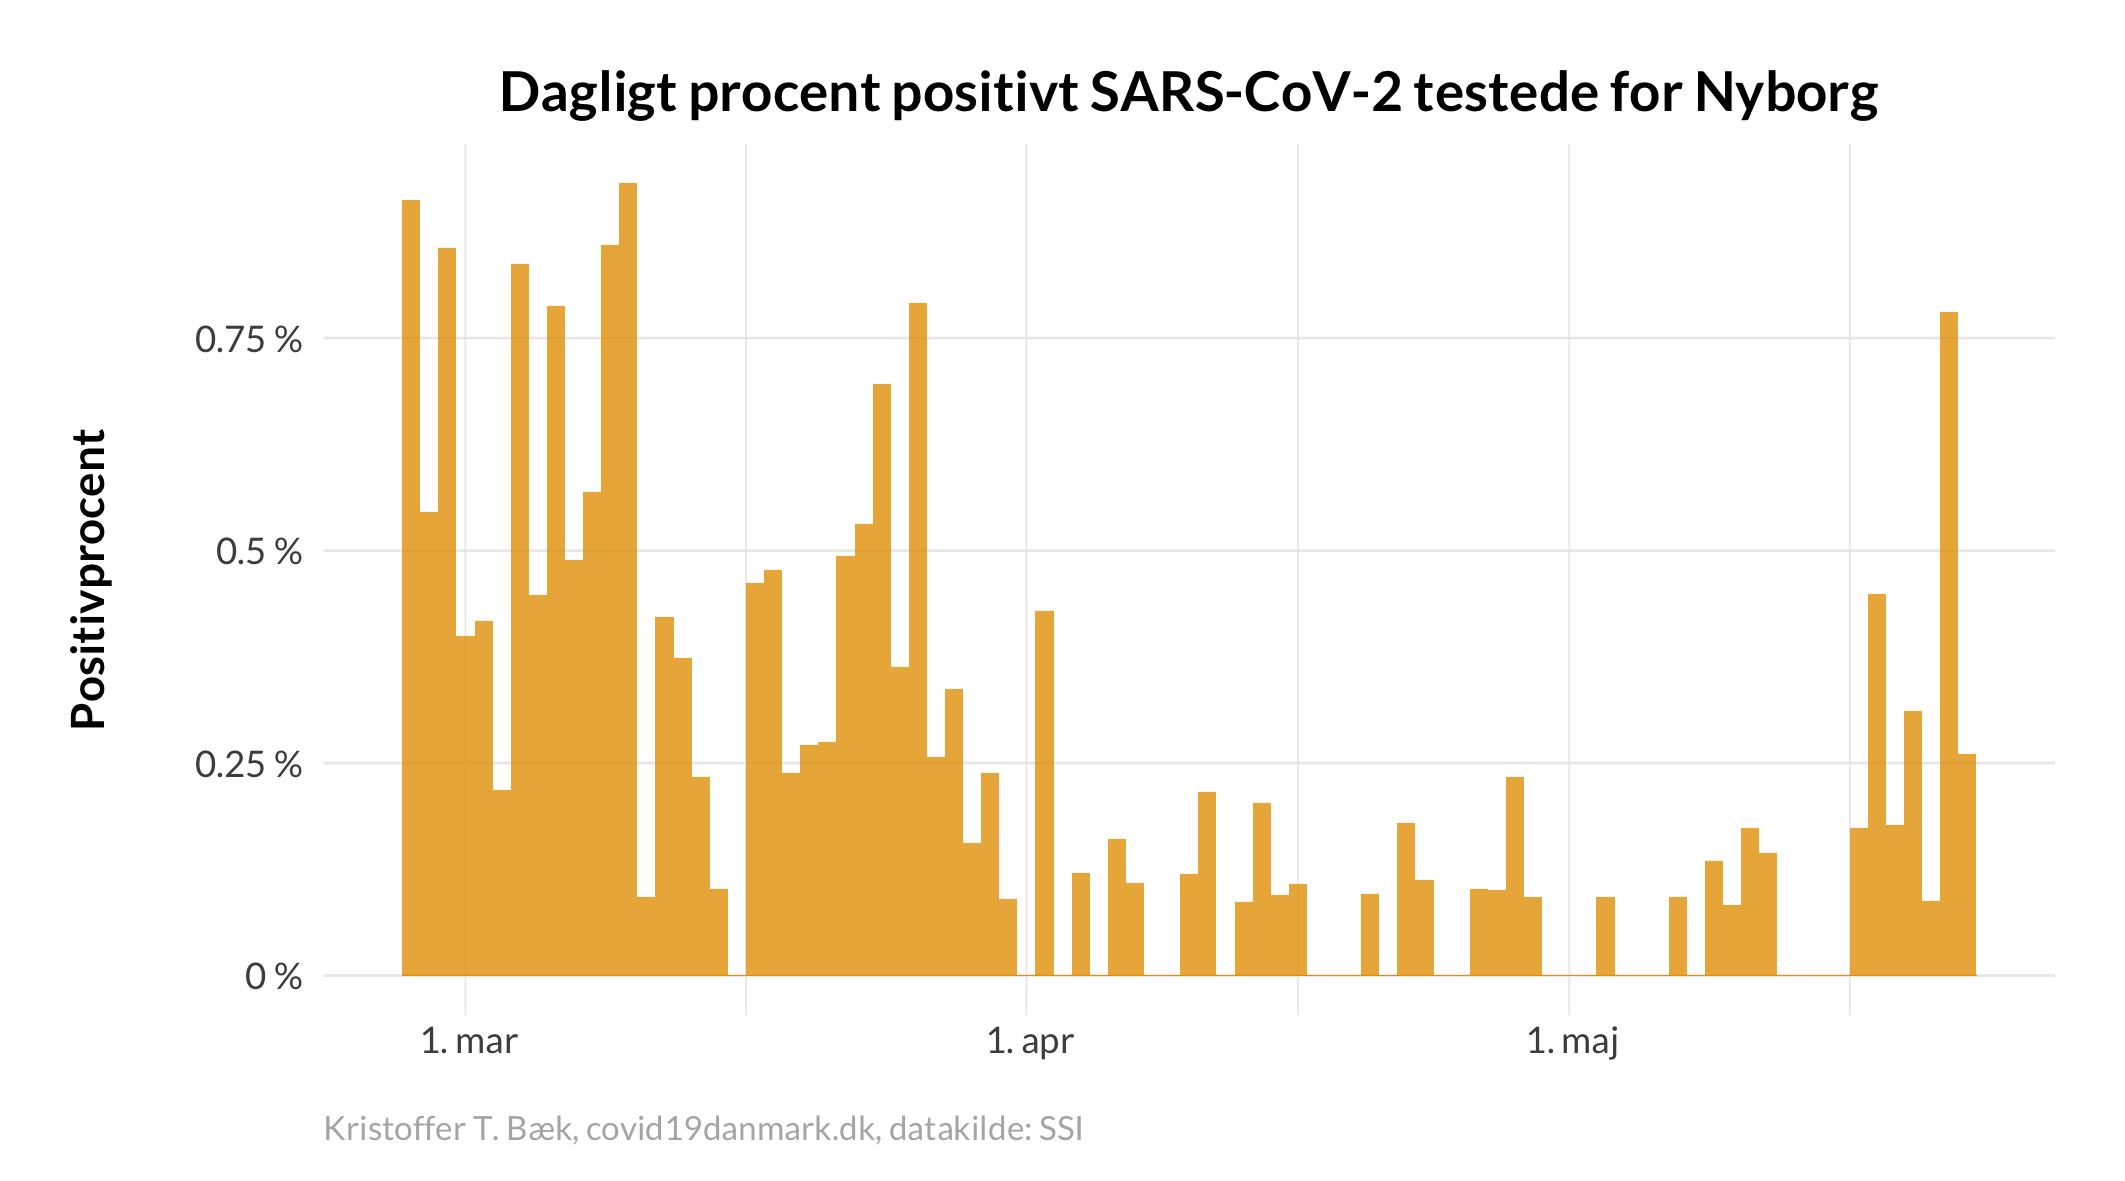 Dagligt procent positivt SARS-CoV-2 testede for Nyborg
Positivprocent
0.75 %
0.5 %
0.25 %
0 %
1. mar
1. apr
1. maj
Kristoffer T. Bæk, covid19danmark.dk, datakilde: SSI